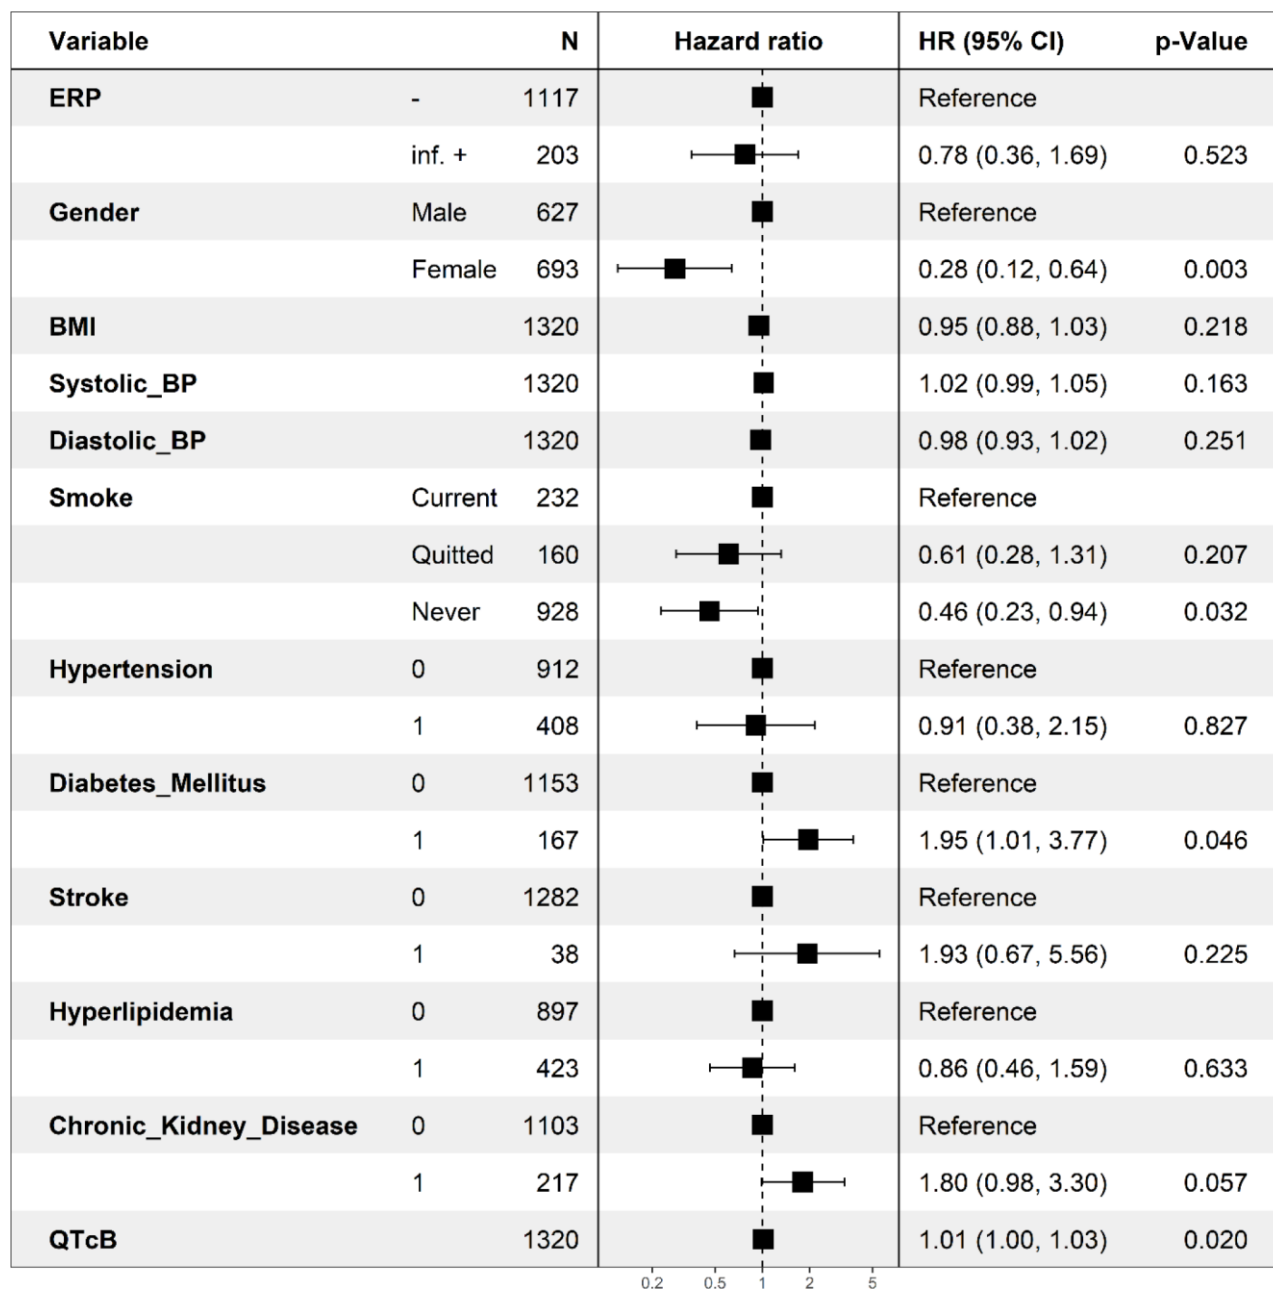 Variable N Hazard ratio HR (95% CI) p-Value
ERP - 1117 Reference
inf. + 203 0.78 (0.36, 1.69) 0.523
Gender Male 627 Reference
Female 693 0.28 (0.12, 0.64) 0.003
BMI 1320 0.95 (0.88, 1.03) 0.218
Systolic_BP 1320 1.02 (0.99, 1.05) 0.163
Diastolic_BP 1320 0.98 (0.93, 1.02) 0.251
Smoke Current 232 Reference
Quitted 160 0.61 (0.28, 1.31) 0.207
Never 928 0.46 (0.23, 0.94) 0.032
Hypertension 0 912 Reference
1 408 0.91 (0.38, 2.15) 0.827
Diabetes_Mellitus 0 1153 Reference
1 167 1.95 (1.01, 3.77) 0.046
Stroke 0 1282 Reference
1 38 1.93 (0.67, 5.56) 0.225
Hyperlipidemia 0 897 Reference
1 423 0.86 (0.46, 1.59) 0.633
Chronic_Kidney_Disease 0 1103 Reference
1 217 1.80 (0.98, 3.30) 0.057
QTcB 1320 1.01 (1.00, 1.03) 0.020
0.2 0.5 1 2 5